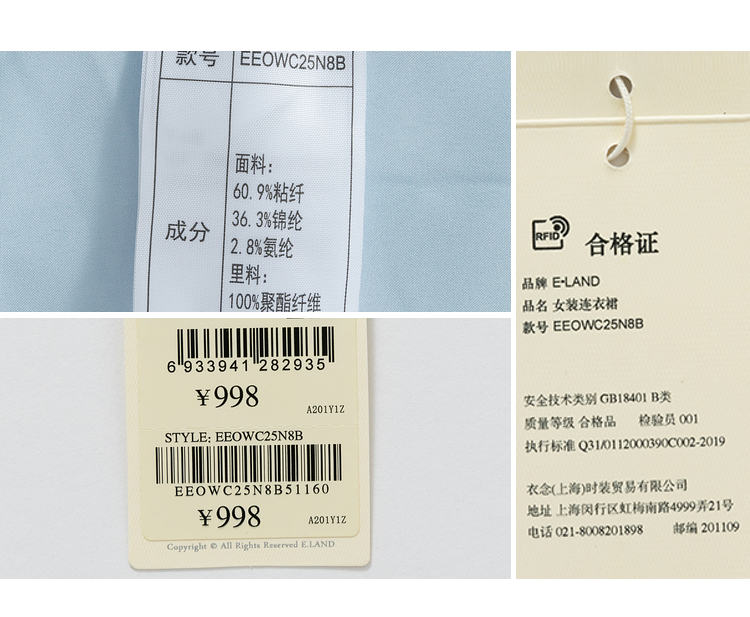 款号 EEOWC25N8B
成分
面料:
60.9%粘纤
36.3%锦纶
2.8%氨纶
里料:
100%聚酯纤维
6 933941 282935
¥998
A201Y1Z
STYLE: EEOWC25N8B
EEOWC25N8B51160
¥998
A201Y1Z
Copyright © All Rights Reserved E.LAND
RFID
合格证
品牌 E·LAND
品名 女装连衣裙
款号 EEOWC25N8B
安全技术类别 GB18401 B类
质量等级 合格品 检验员 001
执行标准 Q31/0112000390C002-2019
衣念(上海)时装贸易有限公司
地址 上海闵行区虹梅南路4999弄21号
电话 021-8008201898 邮编 201109